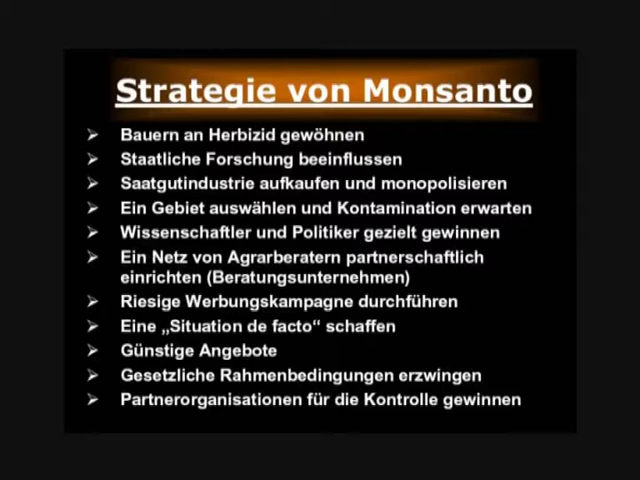 Strategie von Monsanto
➢ Bauern an Herbizid gewöhnen
➢ Staatliche Forschung beeinflussen
➢ Saatgutindustrie aufkaufen und monopolisieren
➢ Ein Gebiet auswählen und Kontamination erwarten
➢ Wissenschaftler und Politiker gezielt gewinnen
➢ Ein Netz von Agrarberatern partnerschaftlich
einrichten (Beratungsunternehmen)
➢ Riesige Werbungskampagne durchführen
➢ Eine „Situation de facto“ schaffen
➢ Günstige Angebote
➢ Gesetzliche Rahmenbedingungen erzwingen
➢ Partnerorganisationen für die Kontrolle gewinnen